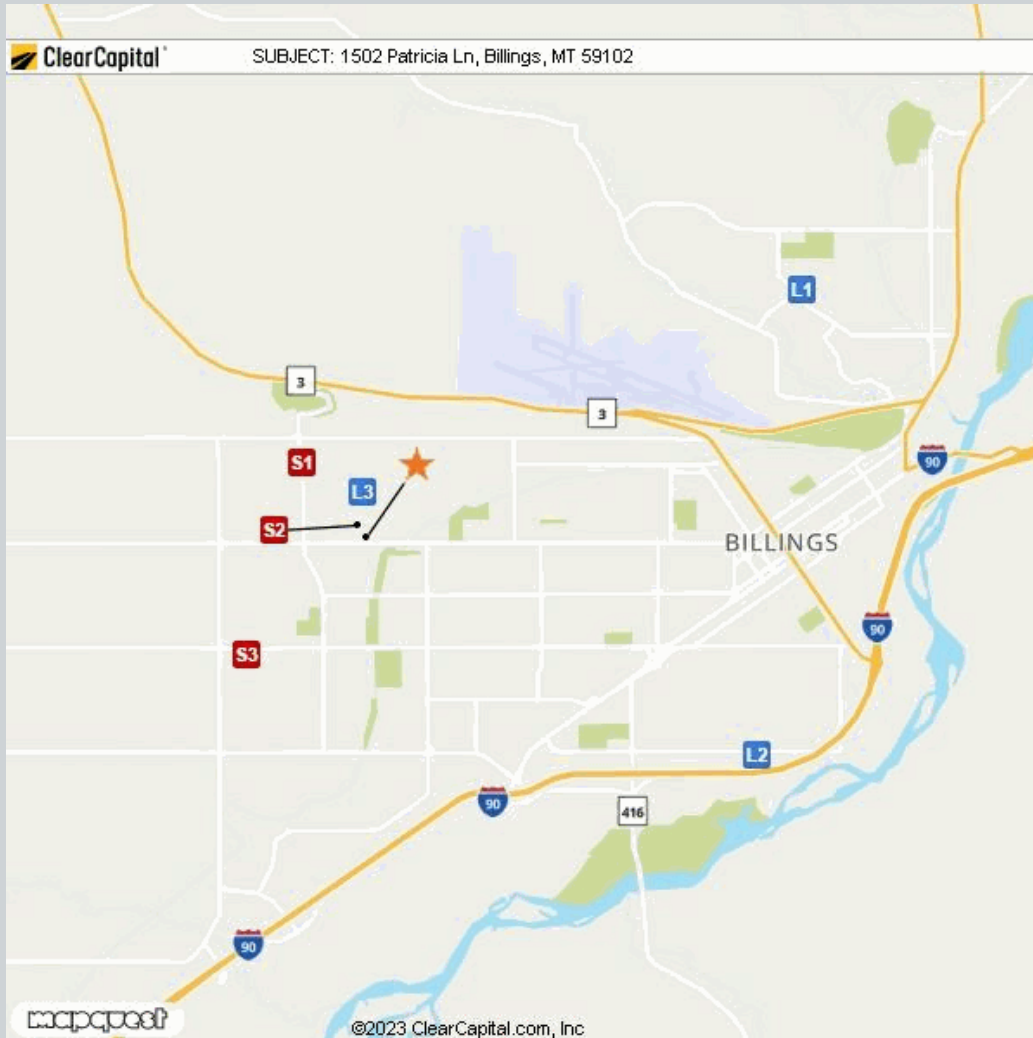 ClearCapital
SUBJECT: 1502 Patricia Ln, Billings, MT 59102
L1
3
3
S1
90
L3
S2
BILLINGS
90
S3
L2
90
416
90
mapquest
©2023 ClearCapital.com, Inc